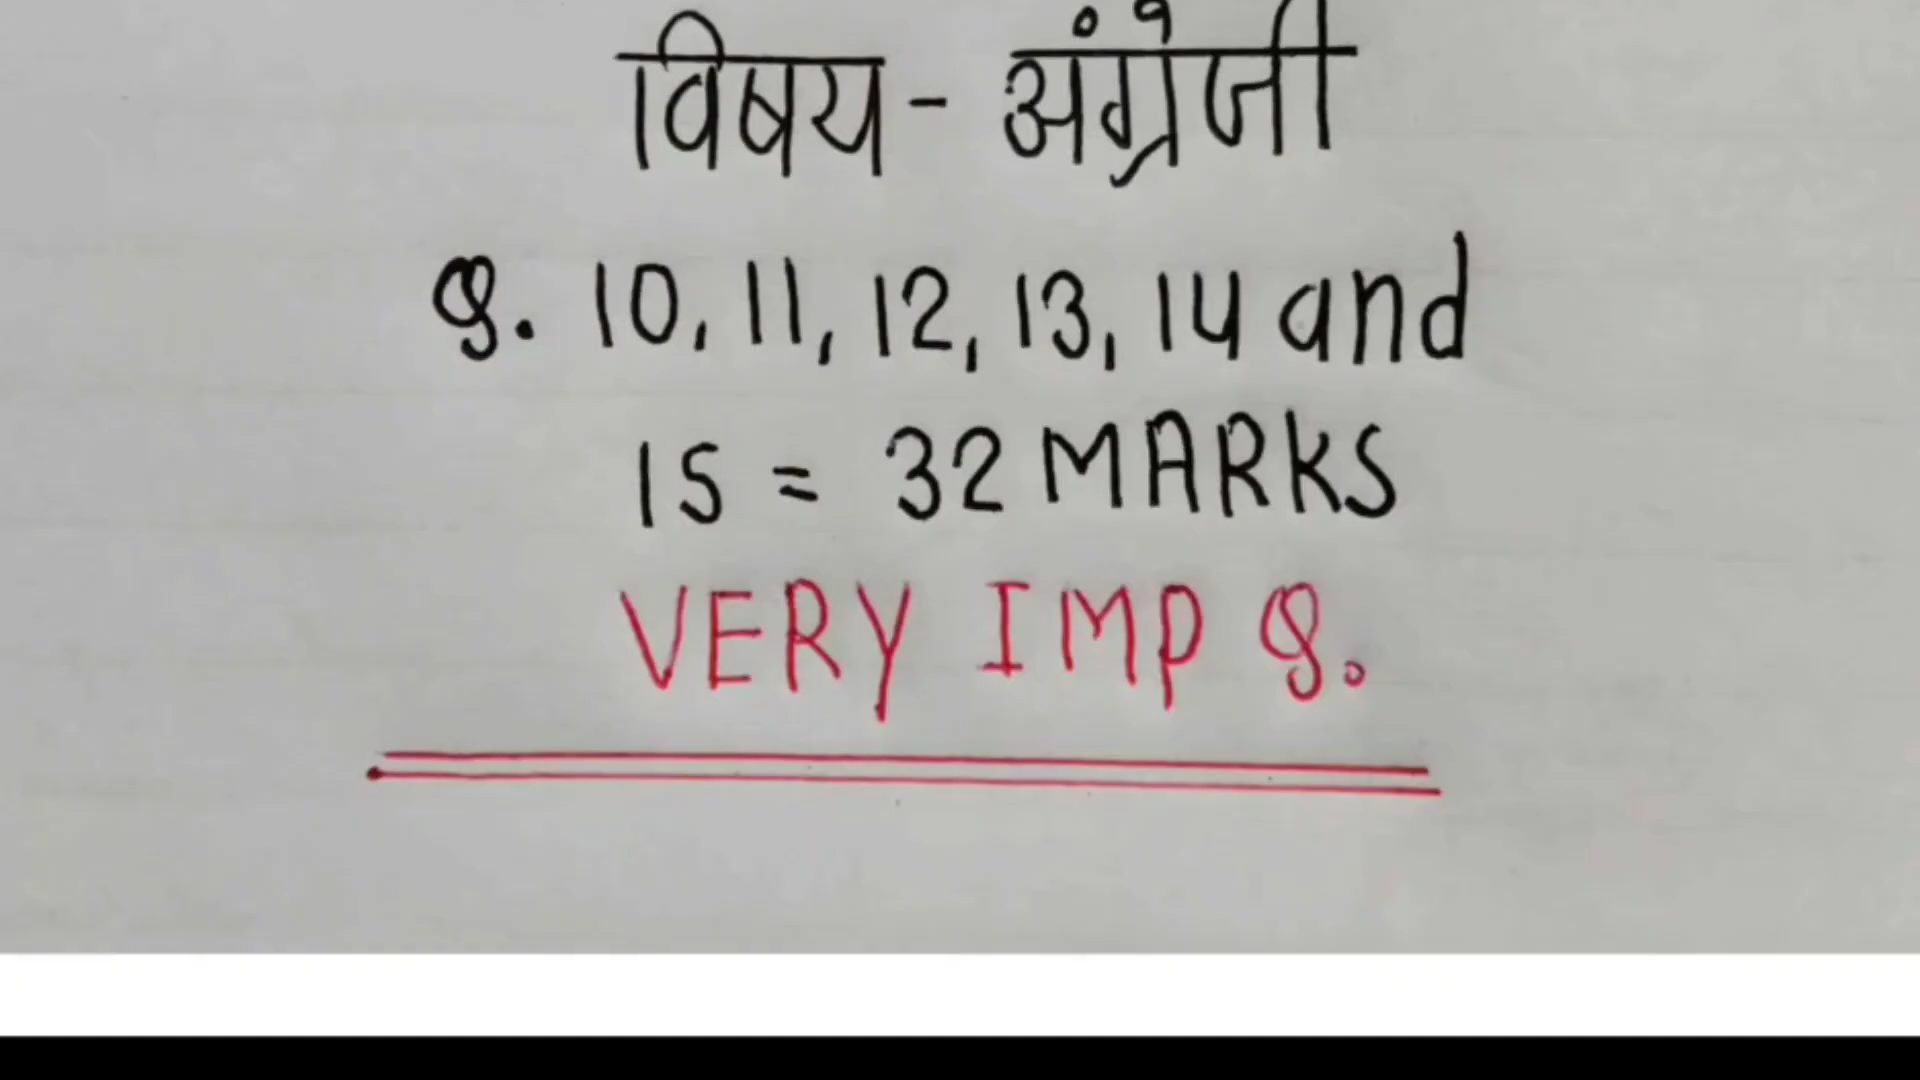 विषय - अंग्रेजी
Q. 10, 11, 12, 13, 14 and
15 = 32 MARKS
VERY IMP Q.